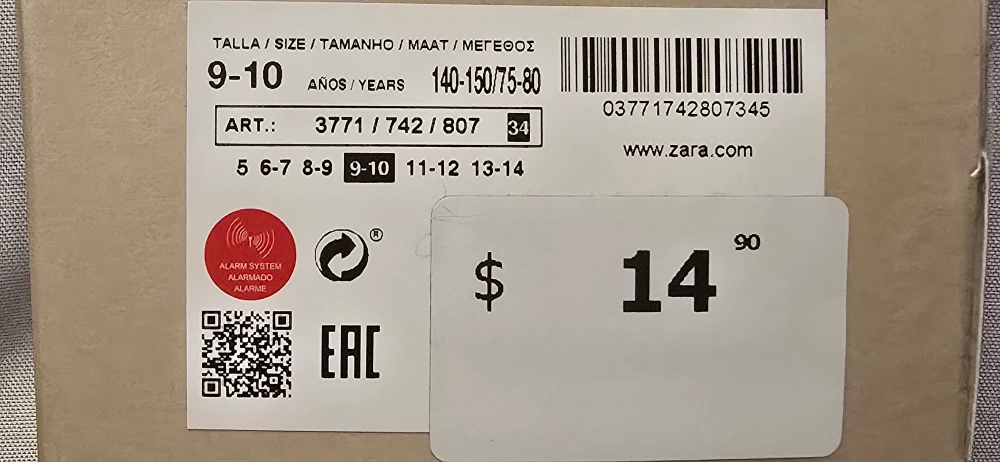 TALLA / SIZE / TAMANHO / MAAT / ΜΕΓΕΘΟΣ
9-10 AÑOS / YEARS 140-150/75-80
03771742807345
ART.: 3771 / 742 / 807 34
www.zara.com
5 6-7 8-9 9-10 11-12 13-14
ALARM SYSTEM
ALARMADO
ALARME
®
$ 14 90
EAC